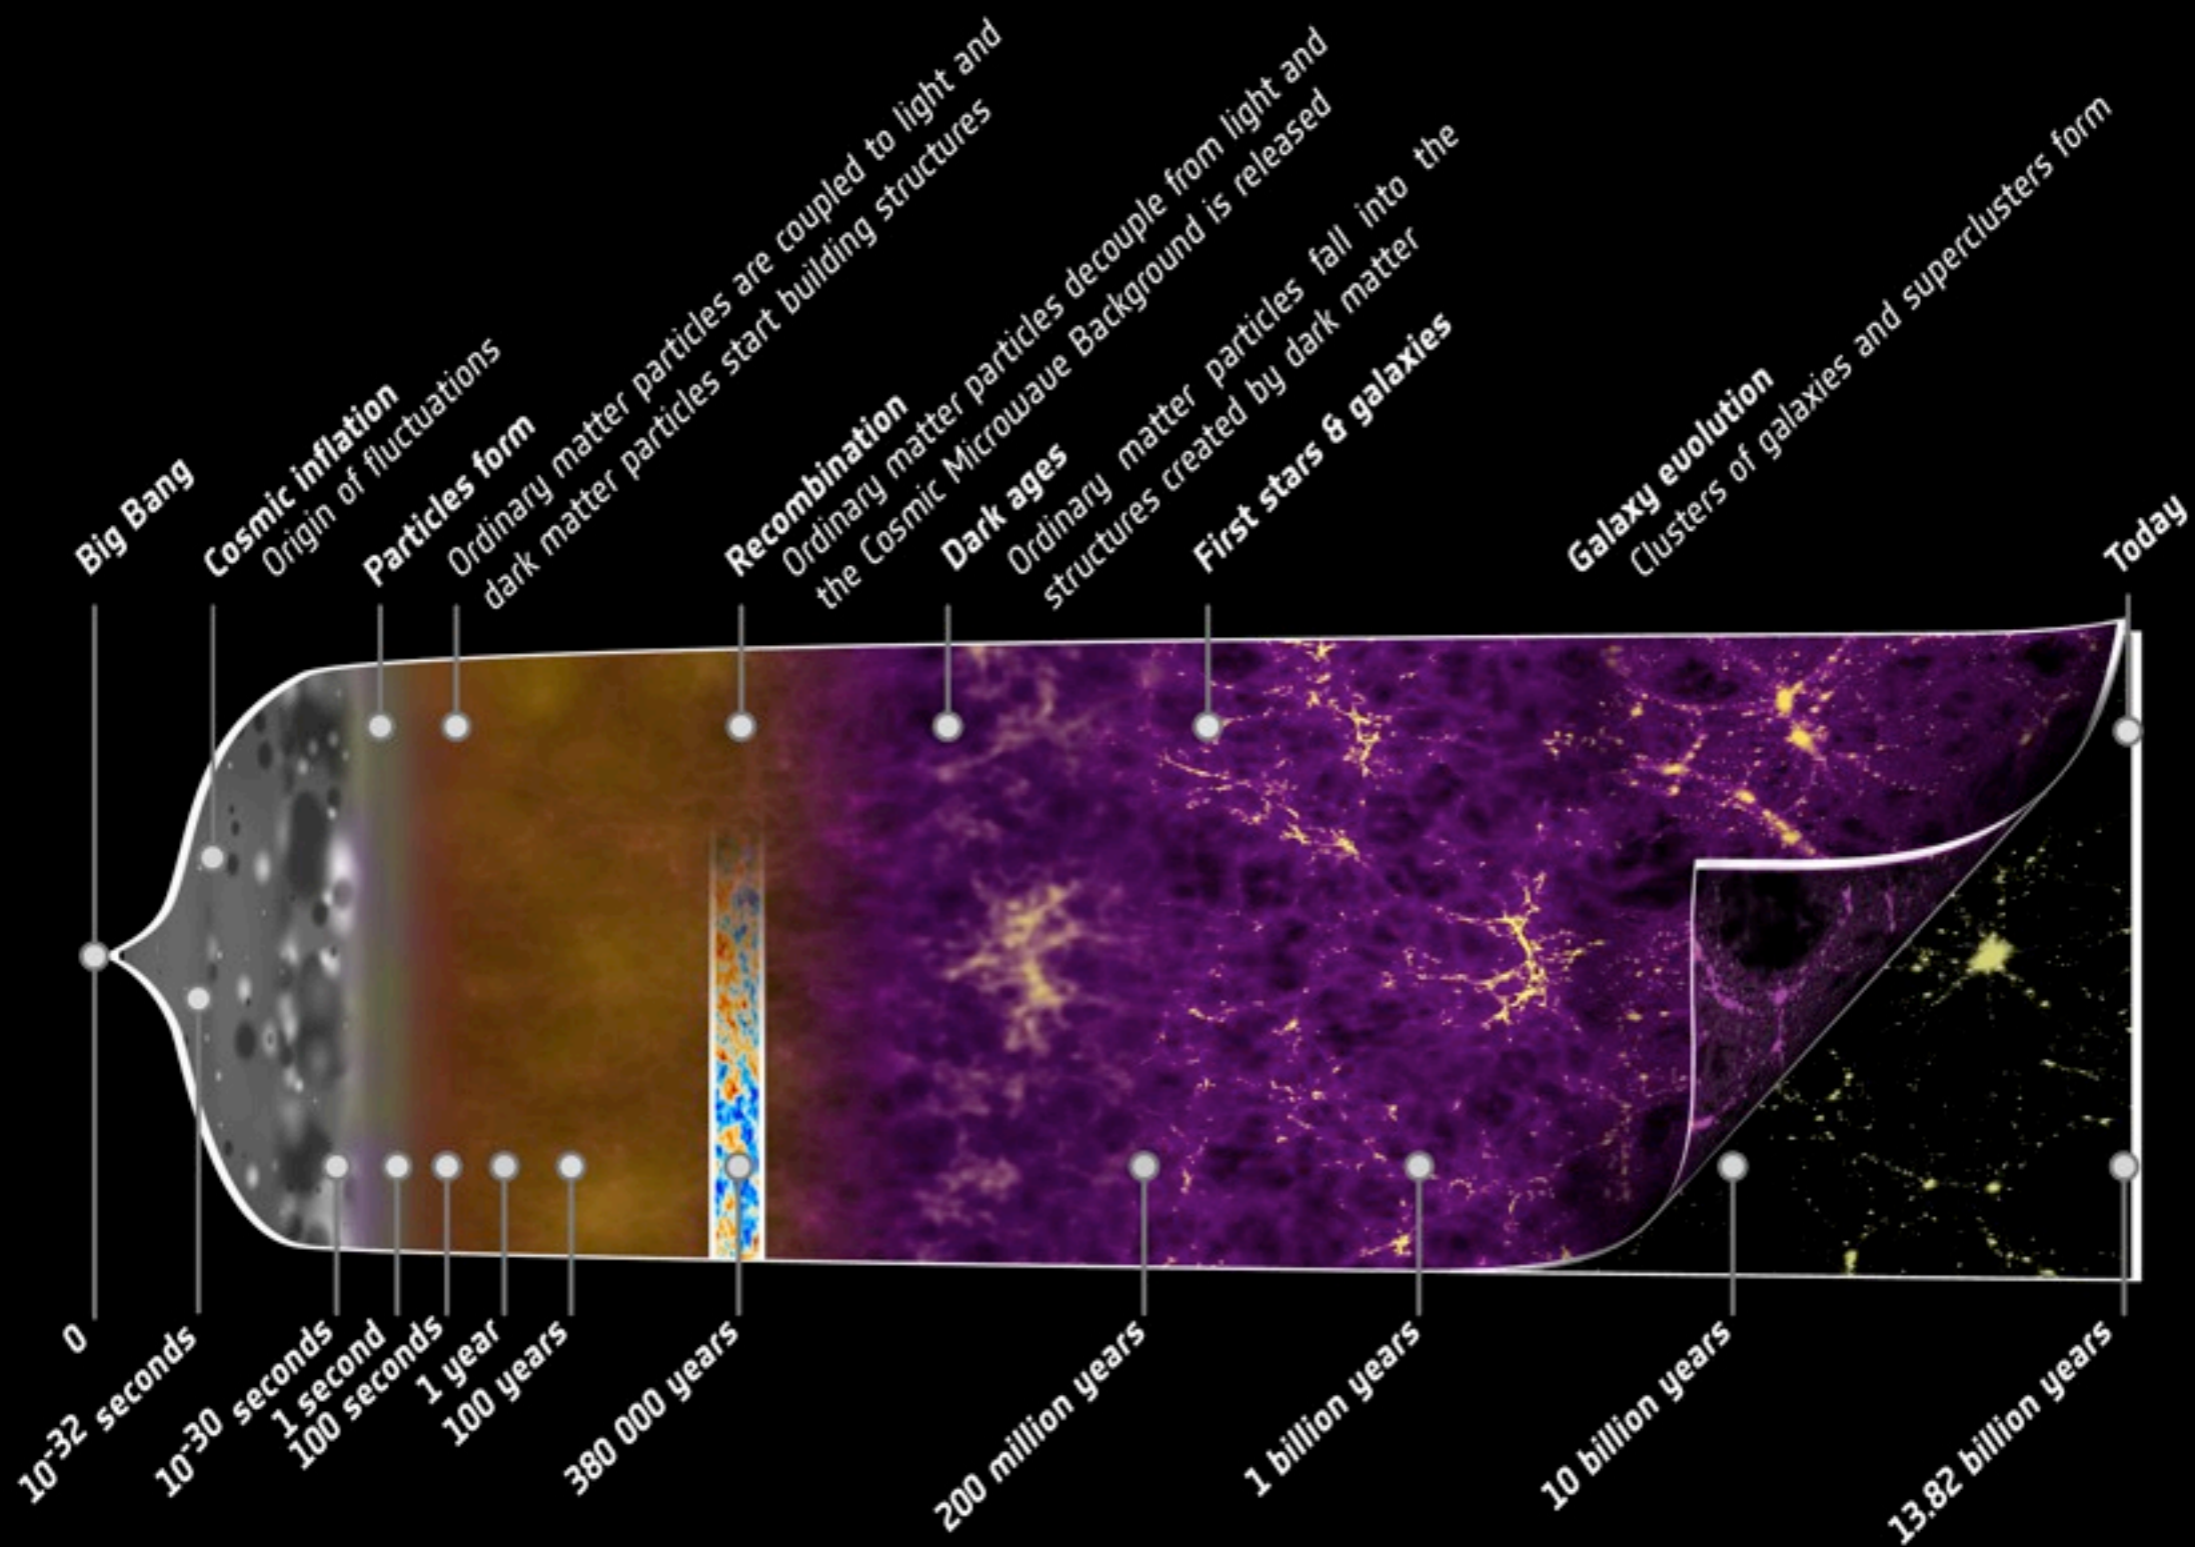 Big Bang
Cosmic inflation
Origin of fluctuations
Particles form
Ordinary matter particles are coupled to light and
dark matter particles start building structures
Recombination
Ordinary matter particles decouple from light and
the Cosmic Microwave Background is released
Dark ages
Ordinary matter particles fall into the
structures created by dark matter
First stars & galaxies
Galaxy evolution
Clusters of galaxies and superclusters form
Today
0
10-32 seconds
10-30 seconds
1 second
100 seconds
1 year
100 years
380 000 years
200 million years
1 billion years
10 billion years
13.82 billion years